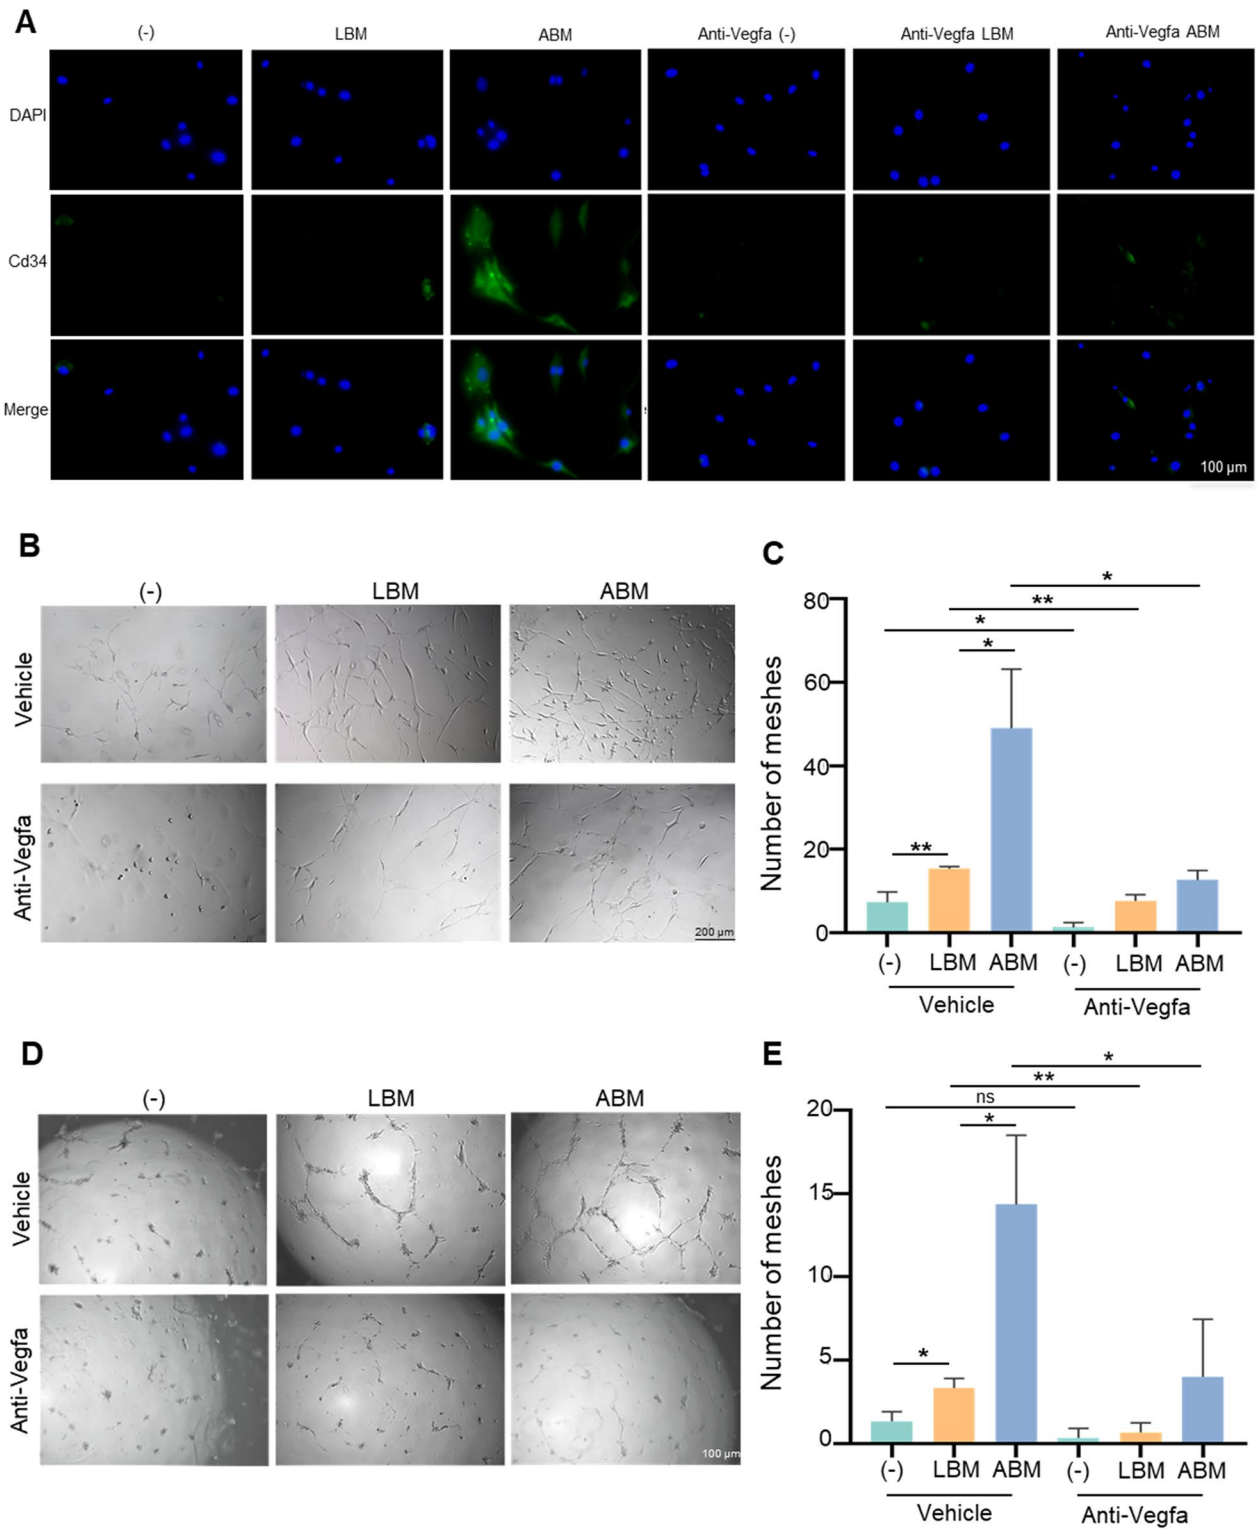 A
(-) LBM ABM Anti-Vegfa (-) Anti-Vegfa LBM Anti-Vegfa ABM
DAPI
Cd34
Merge
100 µm
B
(-) LBM ABM
Vehicle
Anti-Vegfa
200 µm
C
Number of meshes
80
60
40
20
0
*
**
*
*
**
(-) LBM ABM (-) LBM ABM
Vehicle Anti-Vegfa
D
(-) LBM ABM
Vehicle
Anti-Vegfa
100 µm
E
Number of meshes
20
15
10
5
0
*
**
ns
*
*
(-) LBM ABM (-) LBM ABM
Vehicle Anti-Vegfa